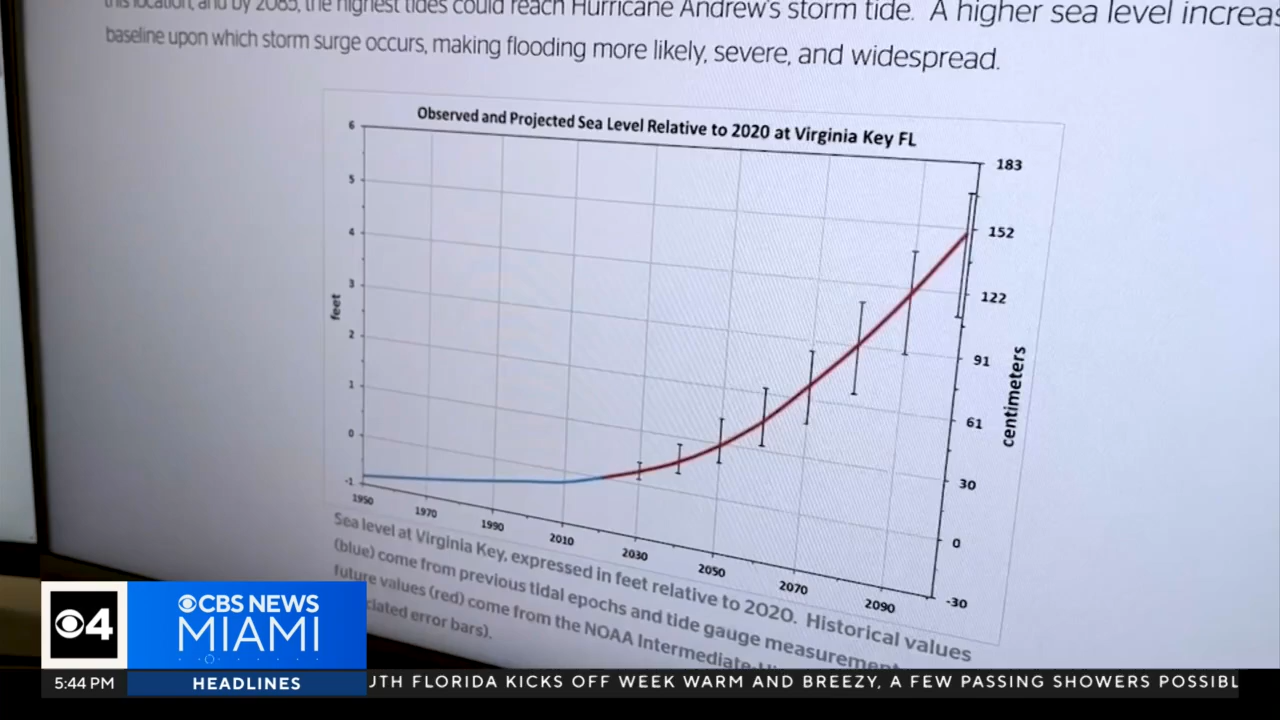 this location, and by 2085, the highest tides could reach Hurricane Andrew's storm tide. A higher sea level increas
baseline upon which storm surge occurs, making flooding more likely, severe, and widespread.
Observed and Projected Sea Level Relative to 2020 at Virginia Key FL
6
5
4
3
2
1
0
-1
feet
183
152
122
91
61
30
0
-30
centimeters
1950
1970
1990
2010
2030
2050
2070
2090
Sea level at Virginia Key, expressed in feet relative to 2020. Historical values
(blue) come from previous tidal epochs and tide gauge measuremen
future values (red) come from the NOAA Intermediate-
ciated error bars).
4
CBS NEWS
MIAMI
5:44 PM
HEADLINES
UTH FLORIDA KICKS OFF WEEK WARM AND BREEZY, A FEW PASSING SHOWERS POSSIBL